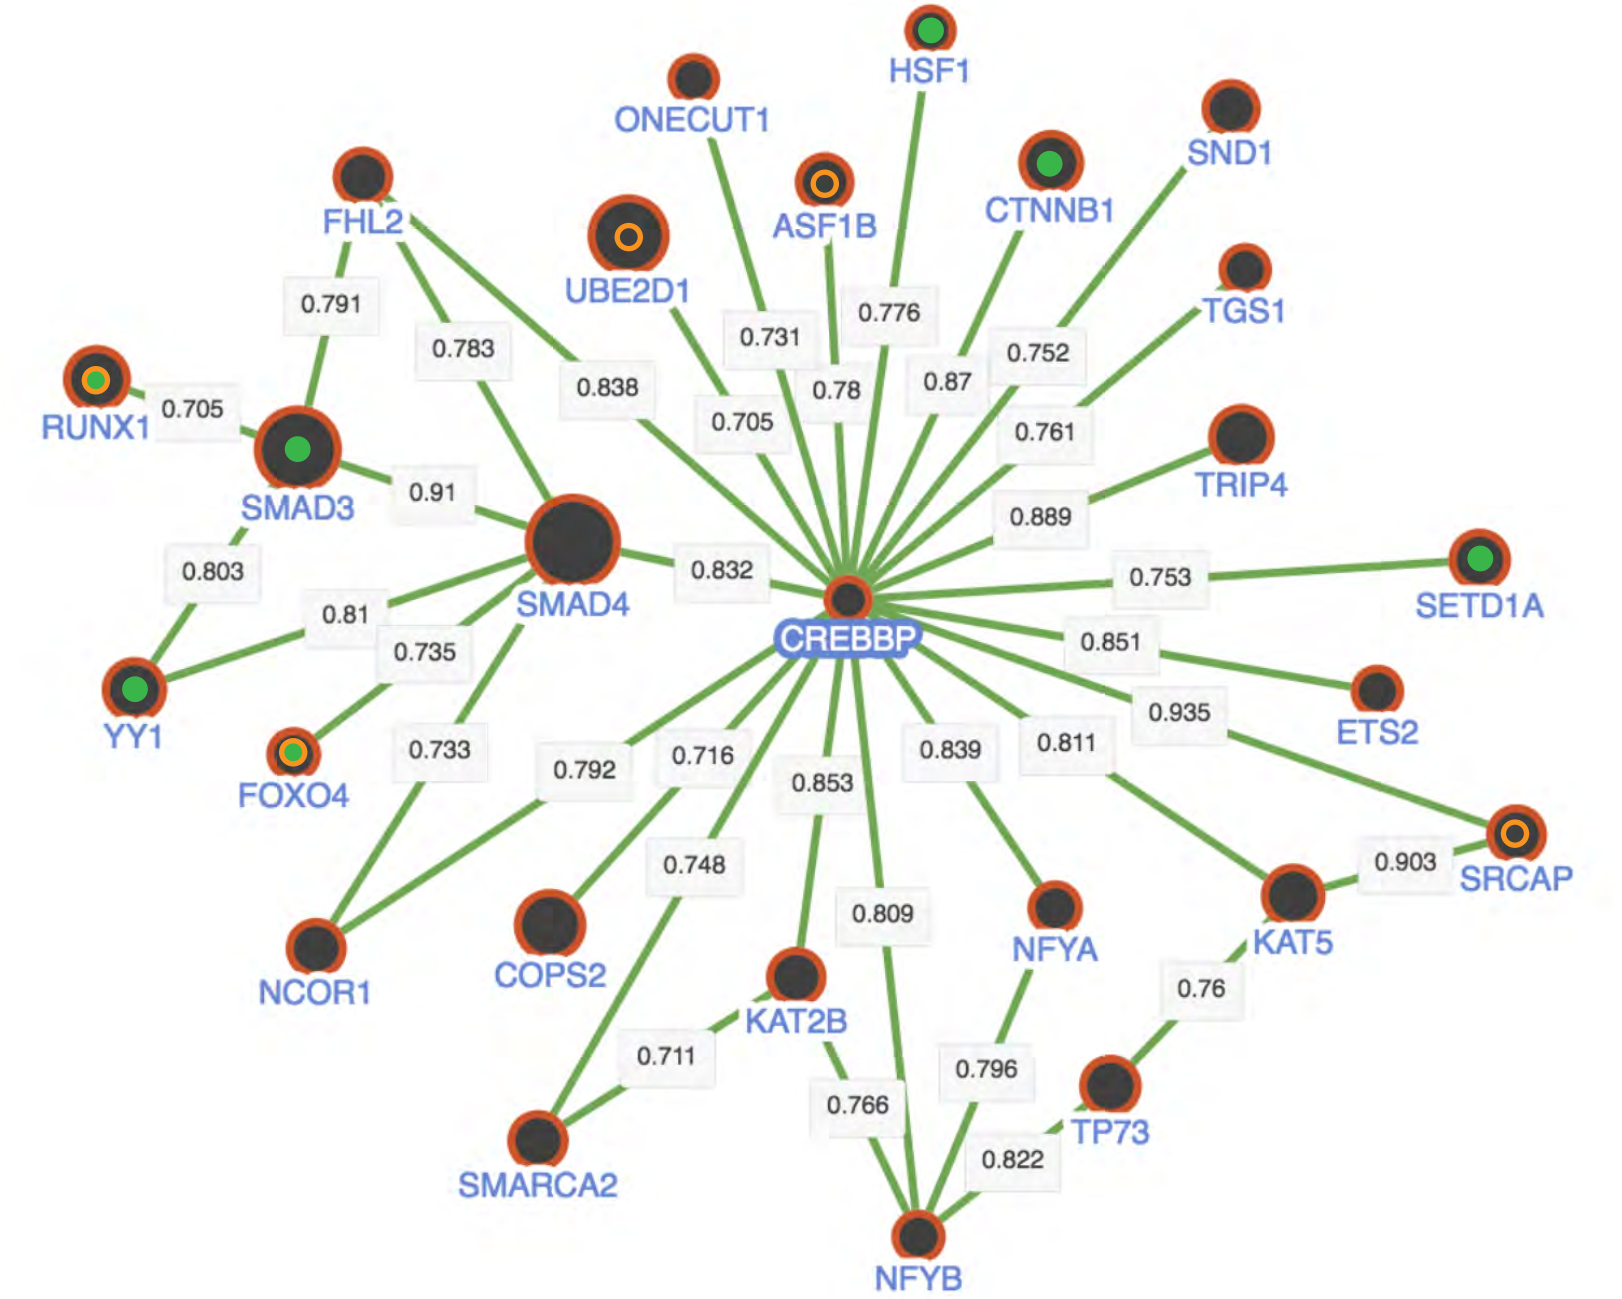 HSF1
ONECUT1
SND1
CTNNB1
FHL2
ASF1B
UBE2D1
TGS1
0.791
0.776
0.731
0.783
0.752
0.87
0.838
0.78
RUNX1
0.705
0.705
0.761
TRIP4
0.91
SMAD3
0.889
0.803
0.832
0.753
SMAD4
SETD1A
0.81
CREBBP
0.851
0.735
0.935
YY1
ETS2
0.733
0.792
0.716
0.853
0.839
0.811
FOXO4
0.748
0.903
SRCAP
0.809
KAT5
NFYA
COPS2
NCOR1
0.76
KAT2B
0.711
0.796
0.766
TP73
0.822
SMARCA2
NFYB